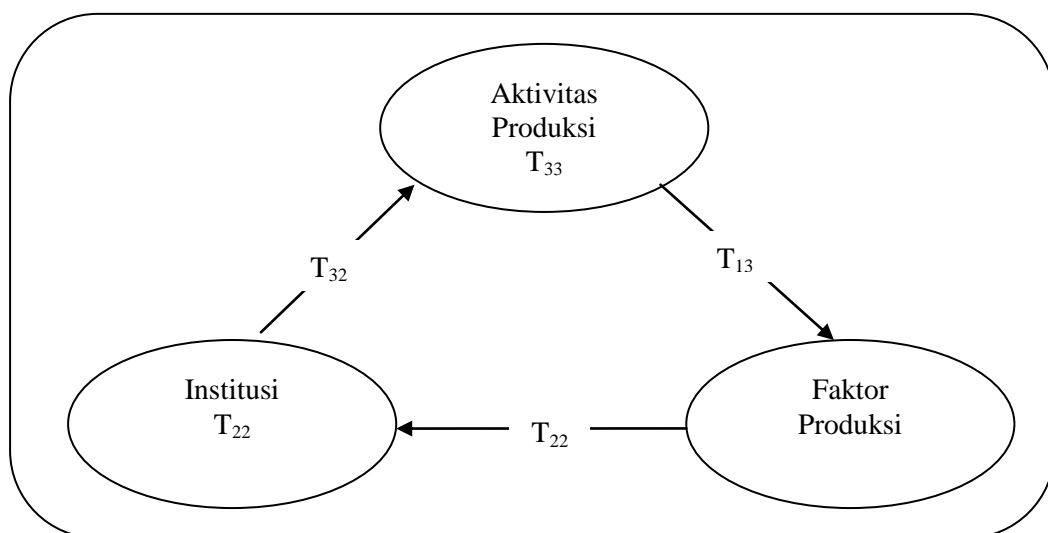 Aktivitas
Produksi
T₃₃
T₃₂
T₁₃
Institusi
T₂₂
T₂₂
Faktor
Produksi